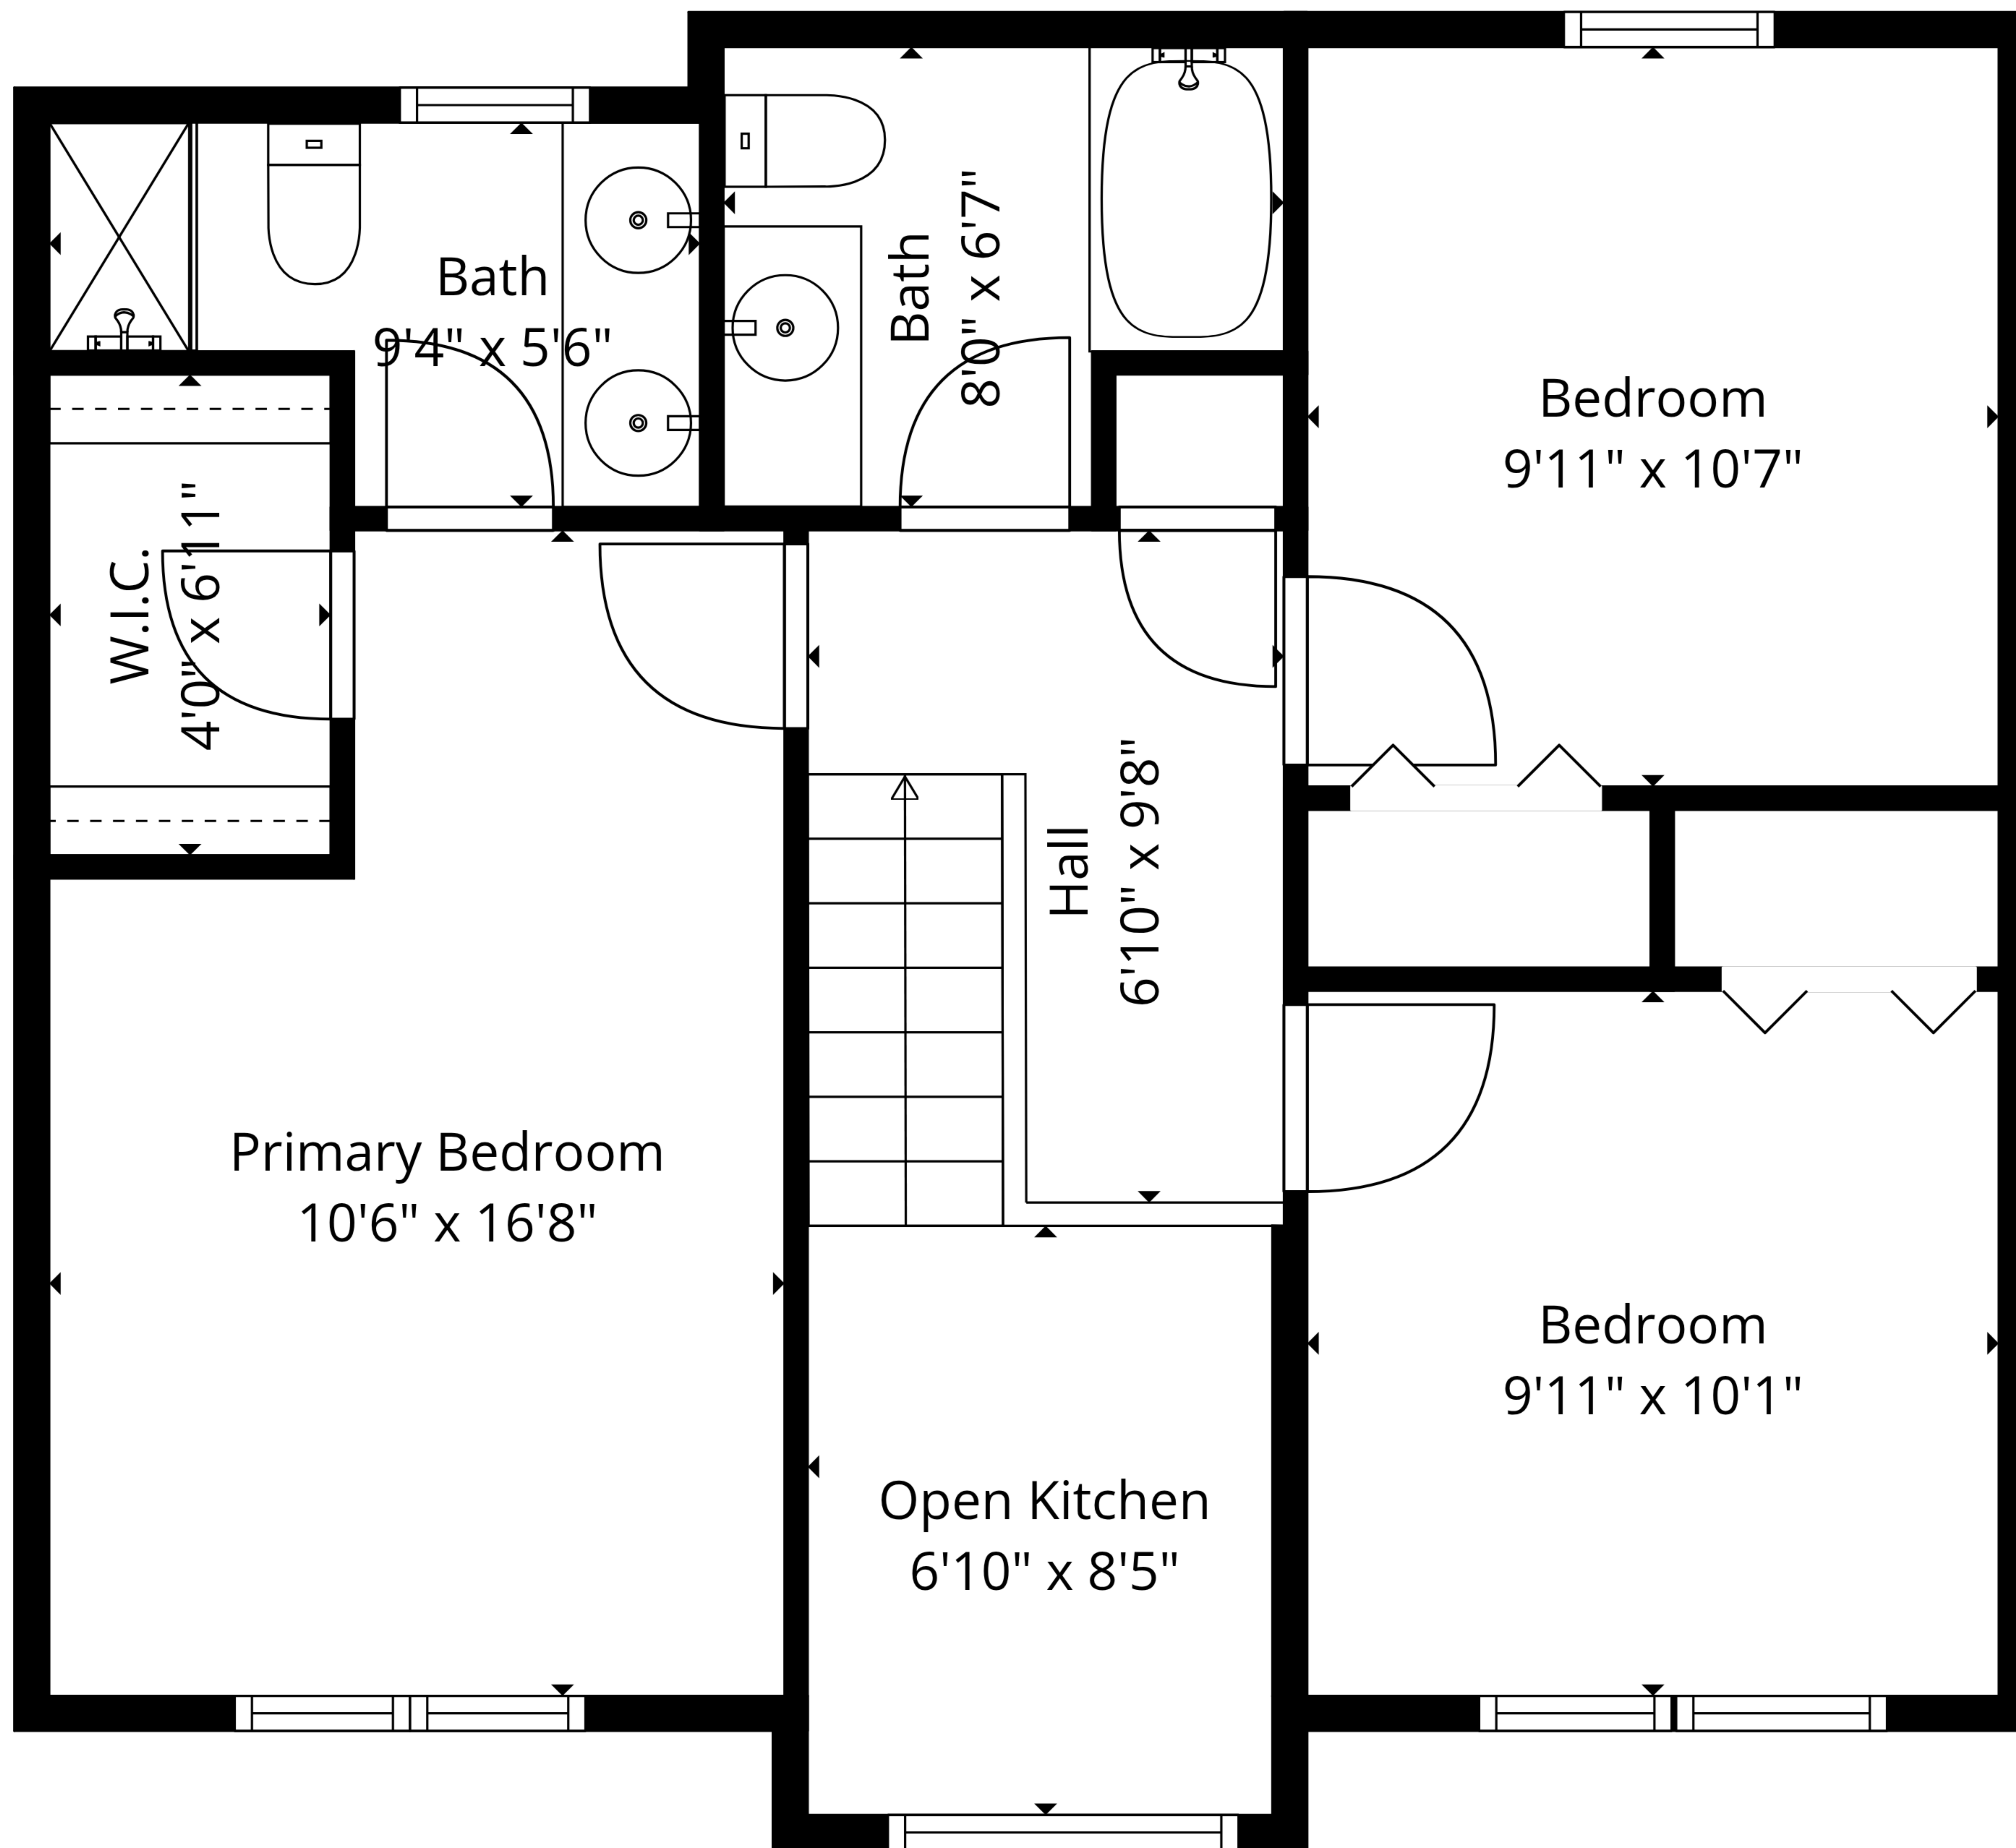 Bath
9'4" x 5'6"
Bath
8'0" x 6'7"
Bedroom
9'11" x 10'7"
W.I.C.
4'0" x 6'11"
Hall
6'10" x 9'8"
Primary Bedroom
10'6" x 16'8"
Bedroom
9'11" x 10'1"
Open Kitchen
6'10" x 8'5"